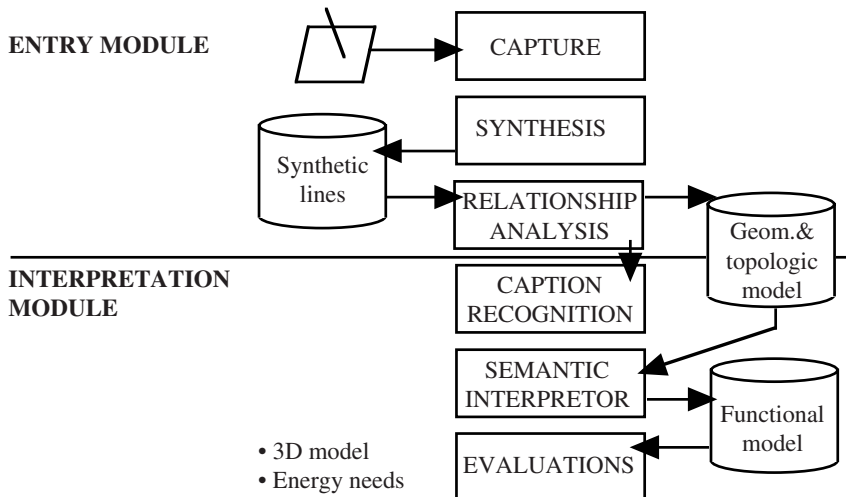 ENTRY MODULE
CAPTURE
SYNTHESIS
Synthetic
lines
RELATIONSHIP
ANALYSIS
Geom.&
topologic
model
INTERPRETATION
MODULE
CAPTION
RECOGNITION
SEMANTIC
INTERPRETOR
Functional
model
• 3D model
• Energy needs
EVALUATIONS